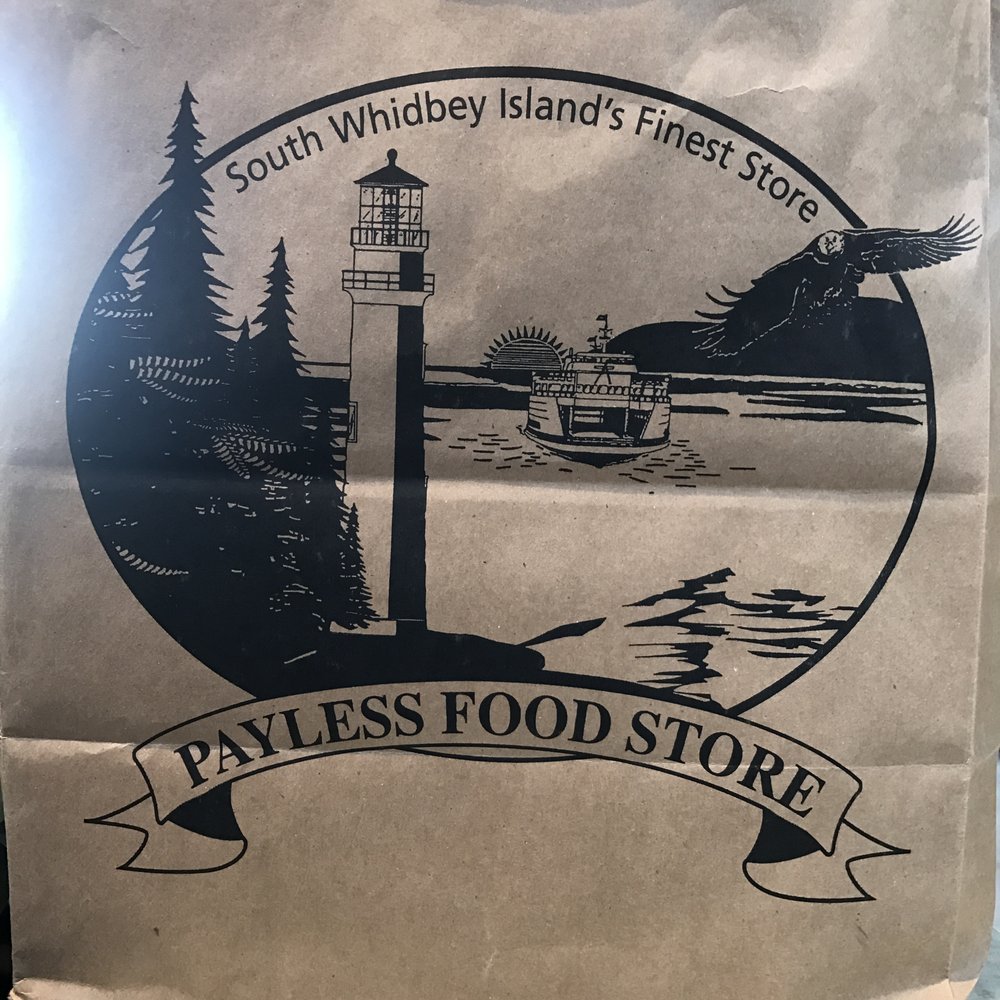 South Whidbey Island's Finest Store
PAYLESS FOOD STORE